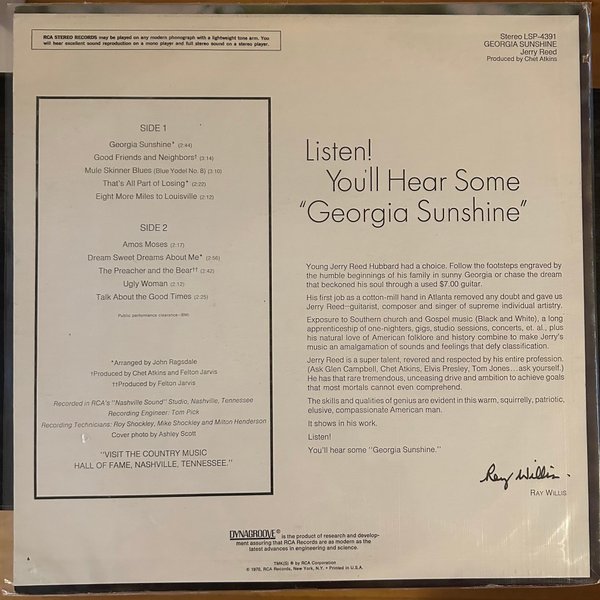 RCA STEREO RECORDS may be played on any modern phonograph with a lightweight tone arm. You
will hear excellent sound reproduction on a mono player and full stereo sound on a stereo player.
Stereo LSP-4391
GEORGIA SUNSHINE
Jerry Reed
Produced by Chet Atkins
SIDE 1
Georgia Sunshine* (2:44)
Good Friends and Neighbors† (3:14)
Mule Skinner Blues (Blue Yodel No. 8) (3:10)
That's All Part of Losing* (2:22)
Eight More Miles to Louisville (2:12)
SIDE 2
Amos Moses (2:17)
Dream Sweet Dreams About Me* (2:56)
The Preacher and the Bear†† (2:42)
Ugly Woman (2:12)
Talk About the Good Times (2:25)
Public performance clearance—BMI
*Arranged by John Ragsdale
†Produced by Chet Atkins and Felton Jarvis
††Produced by Felton Jarvis
Recorded in RCA's "Nashville Sound" Studio, Nashville, Tennessee
Recording Engineer: Tom Pick
Recording Technicians: Roy Shockley, Mike Shockley and Milton Henderson
Cover photo by Ashley Scott
"VISIT THE COUNTRY MUSIC
HALL OF FAME, NASHVILLE, TENNESSEE."
Listen!
You'll Hear Some
"Georgia Sunshine"
Young Jerry Reed Hubbard had a choice. Follow the footsteps engraved by
the humble beginnings of his family in sunny Georgia or chase the dream
that beckoned his soul through a used $7.00 guitar.
His first job as a cotton-mill hand in Atlanta removed any doubt and gave us
Jerry Reed—guitarist, composer and singer of supreme individual artistry.
Exposure to Southern church and Gospel music (Black and White), a long
apprenticeship of one-nighters, gigs, studio sessions, concerts, et. al., plus
his natural love of American folklore and history combine to make Jerry's
music an amalgamation of sounds and feelings that defy classification.
Jerry Reed is a super talent, revered and respected by his entire profession.
(Ask Glen Campbell, Chet Atkins, Elvis Presley, Tom Jones...ask yourself.)
He has that rare tremendous, unceasing drive and ambition to achieve goals
that most mortals cannot even comprehend.
The skills and qualities of genius are evident in this warm, squirrelly, patriotic,
elusive, compassionate American man.
It shows in his work.
Listen!
You'll hear some "Georgia Sunshine."
Ray Willis
RAY WILLIS
DYNAGROOVE® is the product of research and develop-
ment assuring that RCA Records are as modern as the
latest advances in engineering and science.
TMK(S) ® by RCA Corporation
© 1970, RCA Records, New York, N.Y. • Printed in U.S.A.